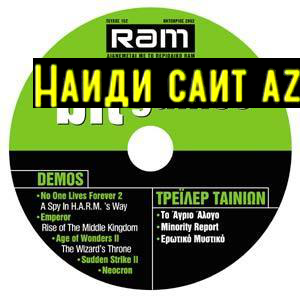 ΤΕΥΧΟΣ 152 ΟΚΤΩΒΡΙΟΣ 2002
RAM
ΔΙΑΝΕΜΕΤΑΙ ΜΕ ΤΟ ΠΕΡΙΟΔΙΚΟ RAM
Наиди саит az
DEMOS
• No One Lives Forever 2
A Spy In H.A.R.M. 's Way
• Emperor
Rise of The Middle Kingdom
• Age of Wonders II
The Wizard's Throne
• Sudden Strike II
• Neocron
ΤΡΕΪΛΕΡ ΤΑΙΝΙΩΝ
• Το Άγριο Άλογο
• Minority Report
• Ερωτικό Μυστικό